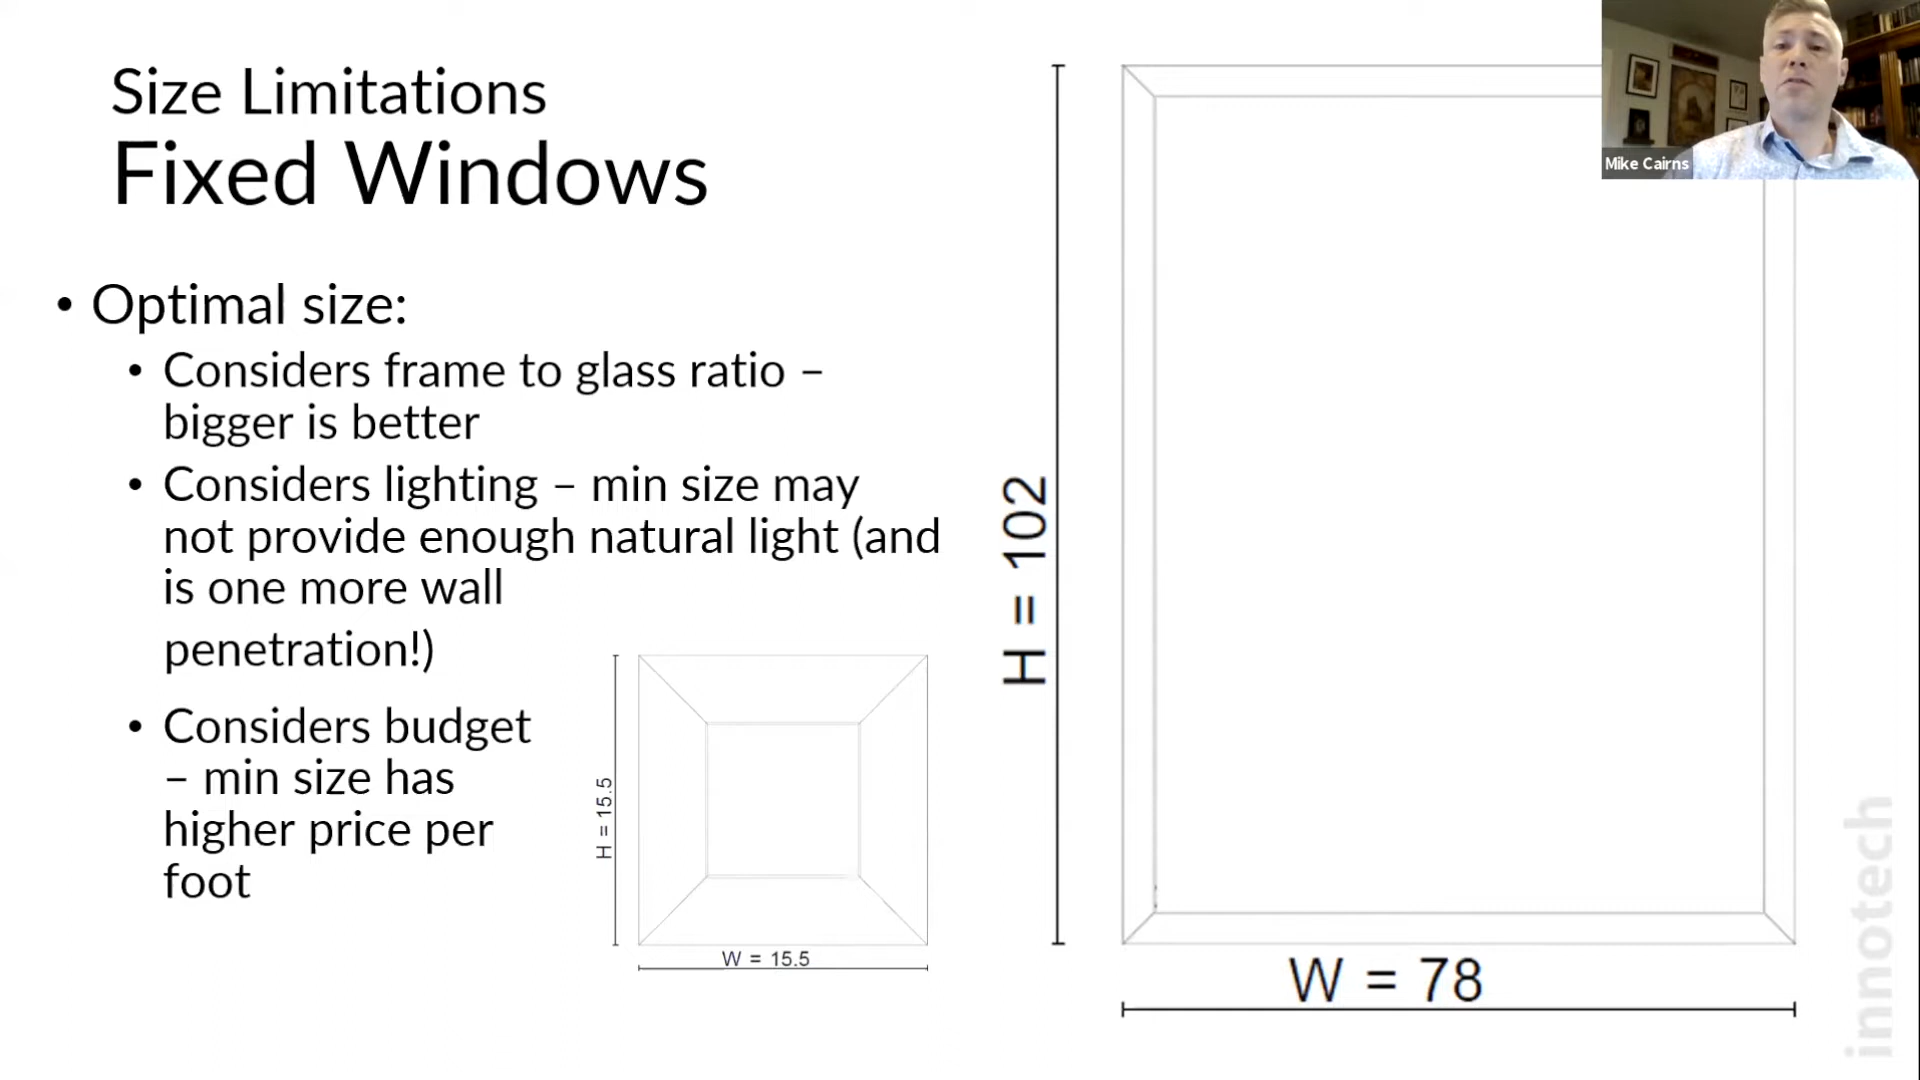 Size Limitations
Fixed Windows
• Optimal size:
• Considers frame to glass ratio –
bigger is better
• Considers lighting – min size may
not provide enough natural light (and
is one more wall
penetration!)
• Considers budget
– min size has
higher price per
foot
H = 15.5
W = 15.5
H = 102
W = 78
Mike Cairns
innotech